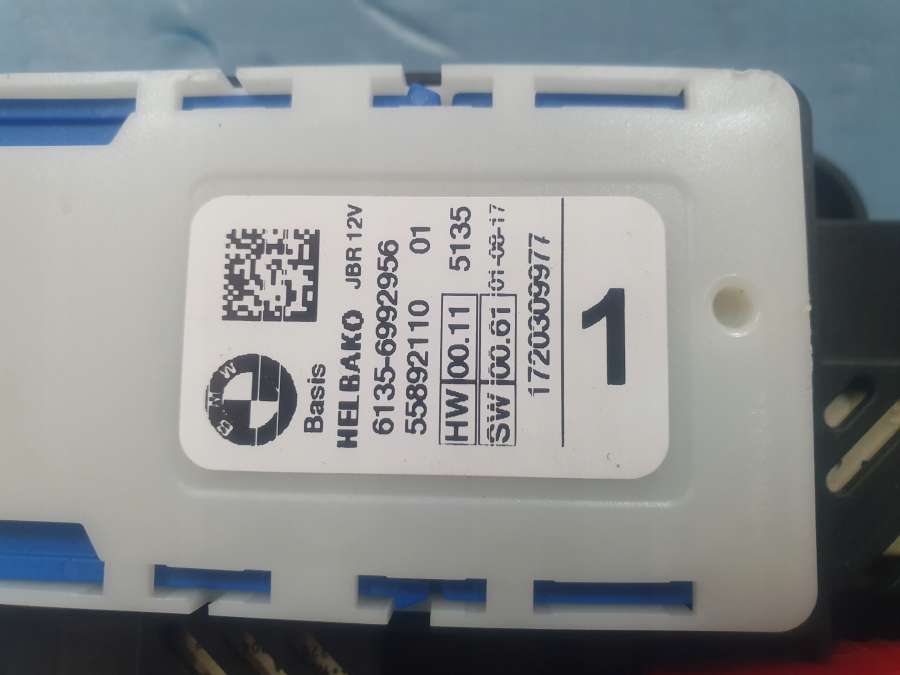 BMW
Basis
HELBAKO JBR 12V
6135-6992956
55892110 01
HW 00.11 5135
SW 00.61 01-08-17
1720309977
1